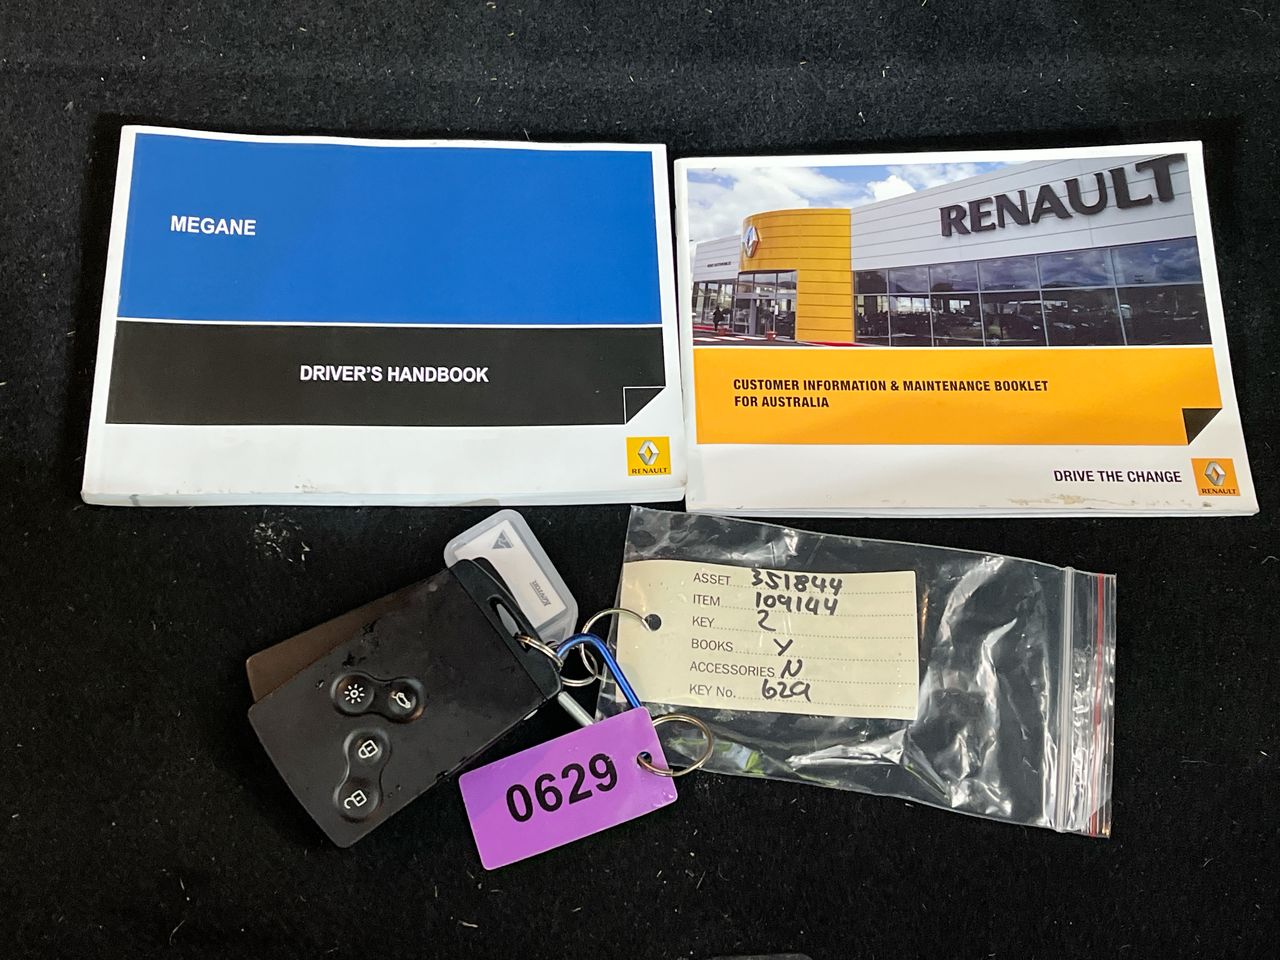 MEGANE
DRIVER'S HANDBOOK
RENAULT
RENAULT
CUSTOMER INFORMATION & MAINTENANCE BOOKLET
FOR AUSTRALIA
DRIVE THE CHANGE
RENAULT
ASSET 351844
ITEM 109144
KEY 2
BOOKS Y
ACCESSORIES N
KEY No. 629
0629
Kevron